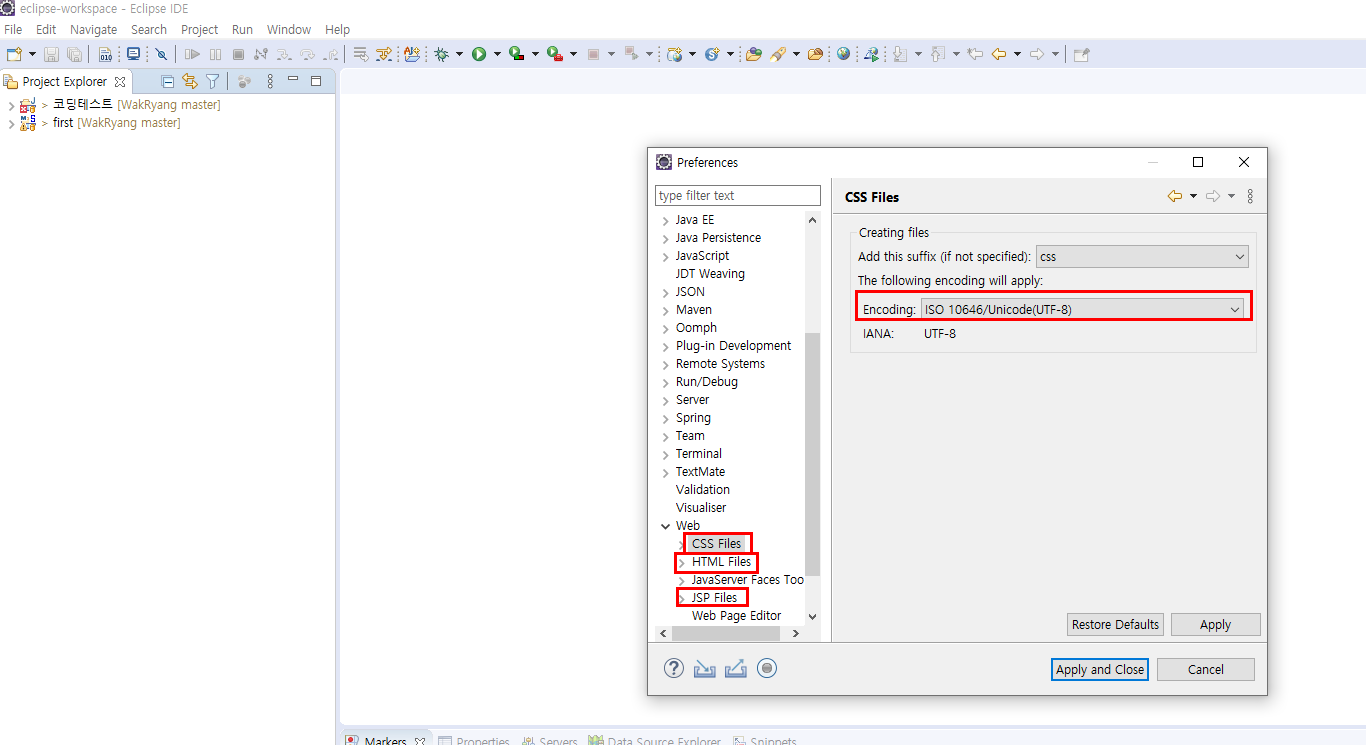 eclipse-workspace - Eclipse IDE
File Edit Navigate Search Project Run Window Help
Project Explorer
> 코딩테스트 [WakRyang master]
> first [WakRyang master]
Preferences
type filter text
Java EE
Java Persistence
JavaScript
JDT Weaving
JSON
Maven
Oomph
Plug-in Development
Remote Systems
Run/Debug
Server
Spring
Team
Terminal
TextMate
Validation
Visualiser
Web
CSS Files
HTML Files
JavaServer Faces Too
JSP Files
Web Page Editor
CSS Files
Creating files
Add this suffix (if not specified): css
The following encoding will apply:
Encoding: ISO 10646/Unicode(UTF-8)
IANA: UTF-8
Restore Defaults Apply
Apply and Close Cancel
Markers Properties Servers Data Source Explorer Snippets